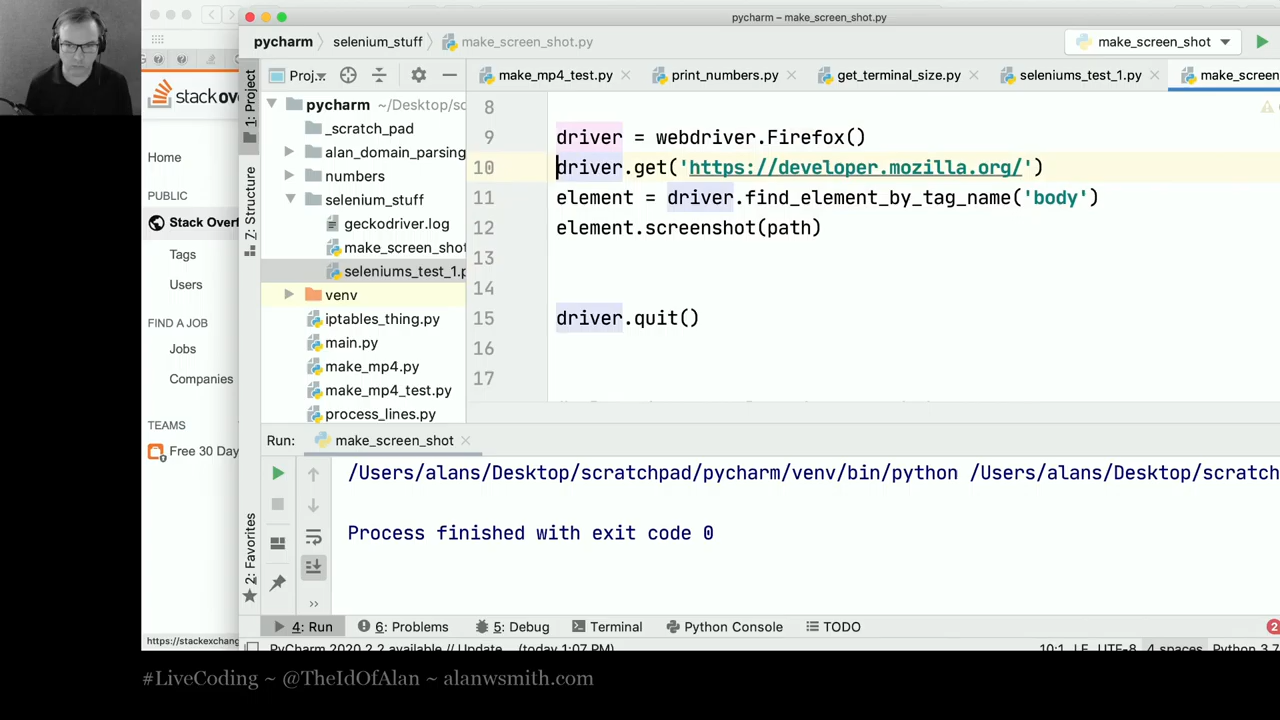 pycharm – make_screen_shot.py
pycharm
selenium_stuff
make_screen_shot.py
make_screen_shot
Proj..
make_mp4_test.py
print_numbers.py
get_terminal_size.py
seleniums_test_1.py
make_screen
1: Project
Z: Structure
2: Favorites
stack
Home
PUBLIC
Stack Overf
Tags
Users
FIND A JOB
Jobs
Companies
TEAMS
Free 30 Day
https://stackexchang
pycharm ~/Desktop/sc
_scratch_pad
alan_domain_parsing
numbers
selenium_stuff
geckodriver.log
make_screen_shot
seleniums_test_1.p
venv
iptables_thing.py
main.py
make_mp4.py
make_mp4_test.py
process_lines.py
8
9 driver = webdriver.Firefox()
10 driver.get('https://developer.mozilla.org/')
11 element = driver.find_element_by_tag_name('body')
12 element.screenshot(path)
13
14
15 driver.quit()
16
17
Run: make_screen_shot
/Users/alans/Desktop/scratchpad/pycharm/venv/bin/python /Users/alans/Desktop/scratch
Process finished with exit code 0
4: Run
6: Problems
5: Debug
Terminal
Python Console
TODO
2
PyCharm 2020.2.2 available // Update... (today 1:07 PM)
10:1 LF UTF-8 4 spaces Python 3.7
#LiveCoding ~ @TheIdOfAlan ~ alanwsmith.com